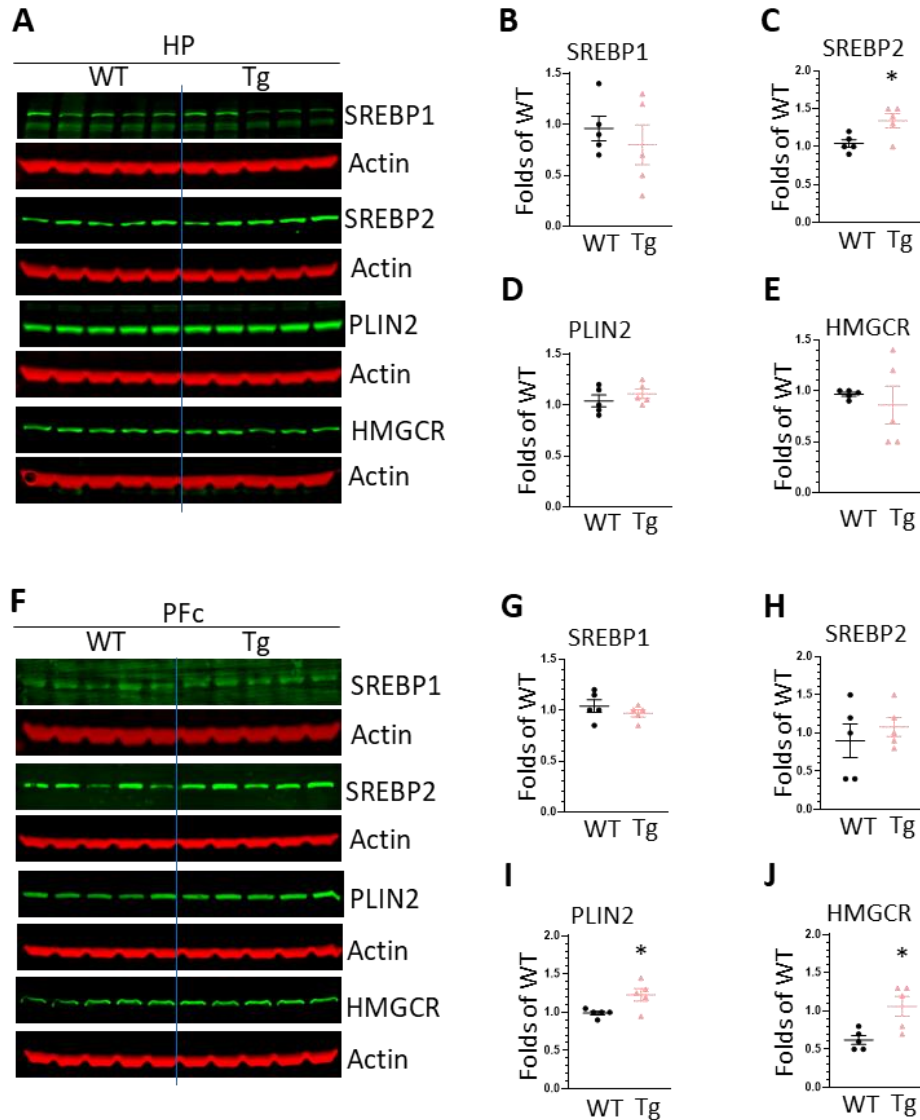 A
HP
WT Tg
SREBP1
Actin
SREBP2
Actin
PLIN2
Actin
HMGCR
Actin
B
SREBP1
Folds of WT
1.5
1.0
0.5
0.0
WT Tg
C
SREBP2
*
Folds of WT
2.0
1.5
1.0
0.5
0.0
WT Tg
D
PLIN2
Folds of WT
1.5
1.0
0.5
0.0
WT Tg
E
HMGCR
Folds of WT
1.5
1.0
0.5
0.0
WT Tg
F
PFc
WT Tg
SREBP1
Actin
SREBP2
Actin
PLIN2
Actin
HMGCR
Actin
G
SREBP1
Folds of WT
1.5
1.0
0.5
0.0
WT Tg
H
SREBP2
Folds of WT
2.0
1.5
1.0
0.5
0.0
WT Tg
I
PLIN2
*
Folds of WT
2.0
1.5
1.0
0.5
0.0
WT Tg
J
HMGCR
*
Folds of WT
2.0
1.5
1.0
0.5
0.0
WT Tg